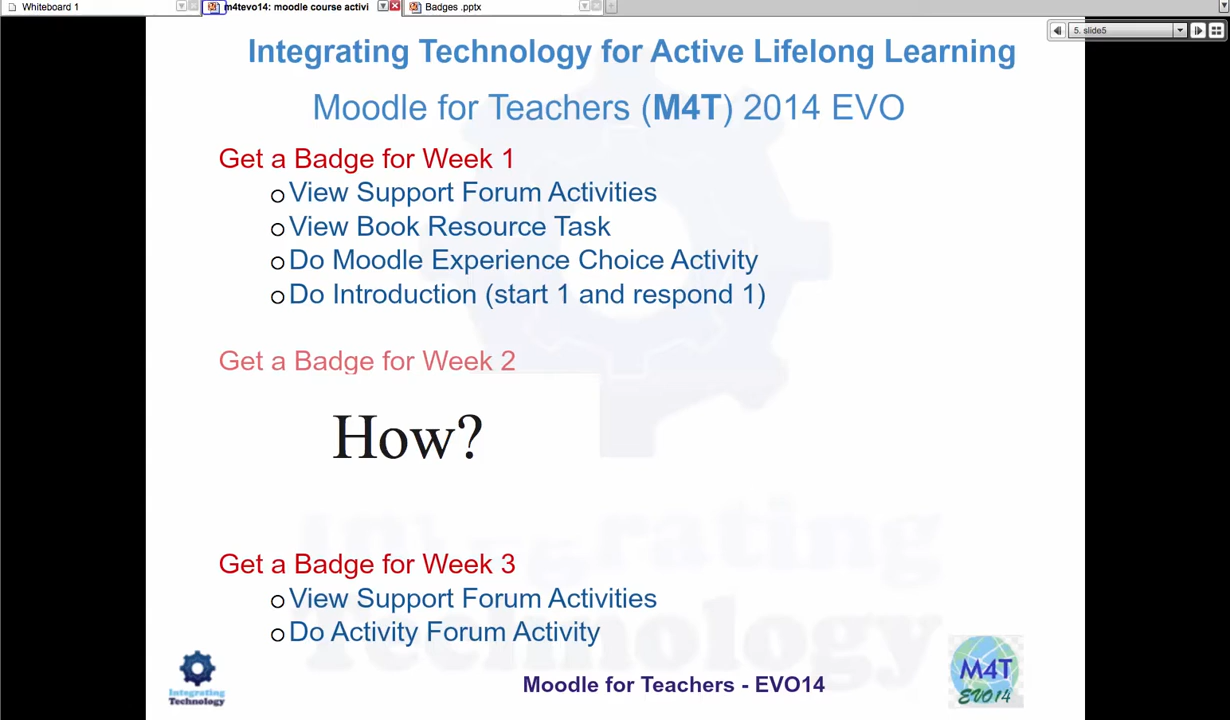 Whiteboard 1
m4tevo14: moodle course activi
Badges .pptx
5. slide5
Integrating Technology for Active Lifelong Learning
Moodle for Teachers (M4T) 2014 EVO
Get a Badge for Week 1
View Support Forum Activities
View Book Resource Task
Do Moodle Experience Choice Activity
Do Introduction (start 1 and respond 1)
Get a Badge for Week 2
How?
Integrating
Technology
Get a Badge for Week 3
View Support Forum Activities
Do Activity Forum Activity
Integrating
Technology
Moodle for Teachers - EVO14
M4T
EVO14